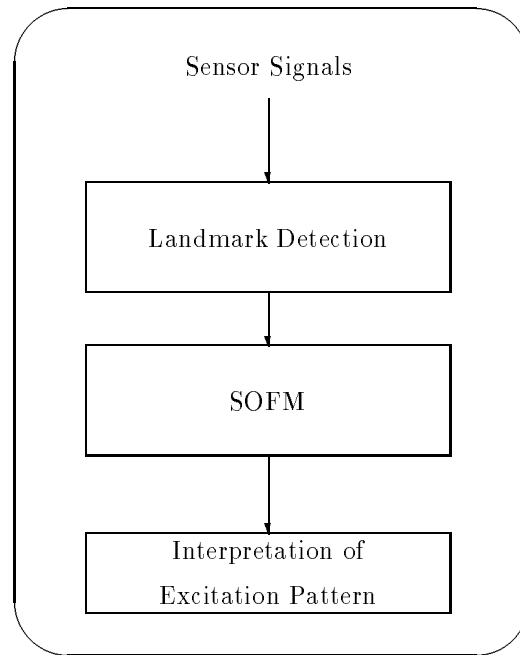 Sensor Signals
Landmark Detection
SOFM
Interpretation of
Excitation Pattern